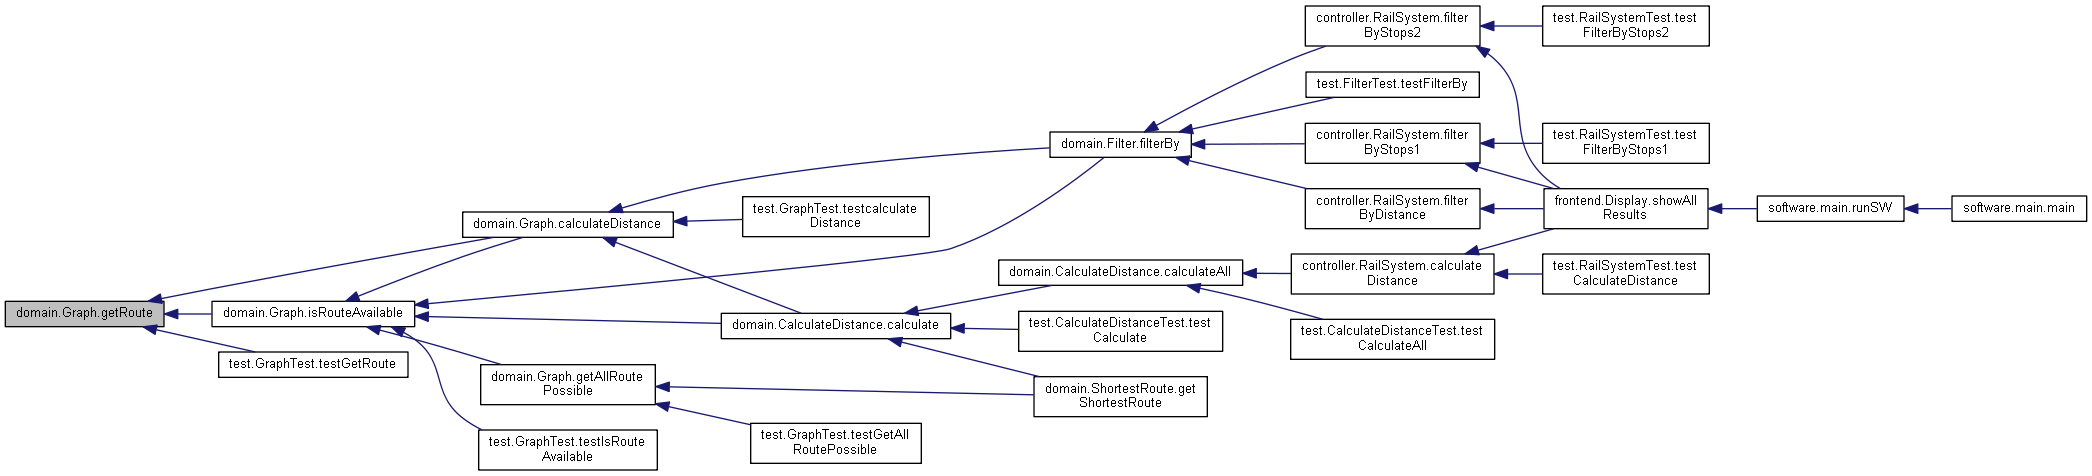 controller.RailSystem.filter
ByStops2
test.RailSystemTest.test
FilterByStops2
test.FilterTest.testFilterBy
controller.RailSystem.filter
ByStops1
test.RailSystemTest.test
FilterByStops1
domain.Filter.filterBy
controller.RailSystem.filter
ByDistance
frontend.Display.showAll
Results
software.main.runSW
software.main.main
test.GraphTest.testcalculate
Distance
domain.Graph.calculateDistance
domain.CalculateDistance.calculateAll
controller.RailSystem.calculate
Distance
test.RailSystemTest.test
CalculateDistance
domain.Graph.getRoute
domain.Graph.isRouteAvailable
domain.CalculateDistance.calculate
test.CalculateDistanceTest.test
Calculate
test.CalculateDistanceTest.test
CalculateAll
test.GraphTest.testGetRoute
domain.Graph.getAllRoute
Possible
domain.ShortestRoute.get
ShortestRoute
test.GraphTest.testIsRoute
Available
test.GraphTest.testGetAll
RoutePossible